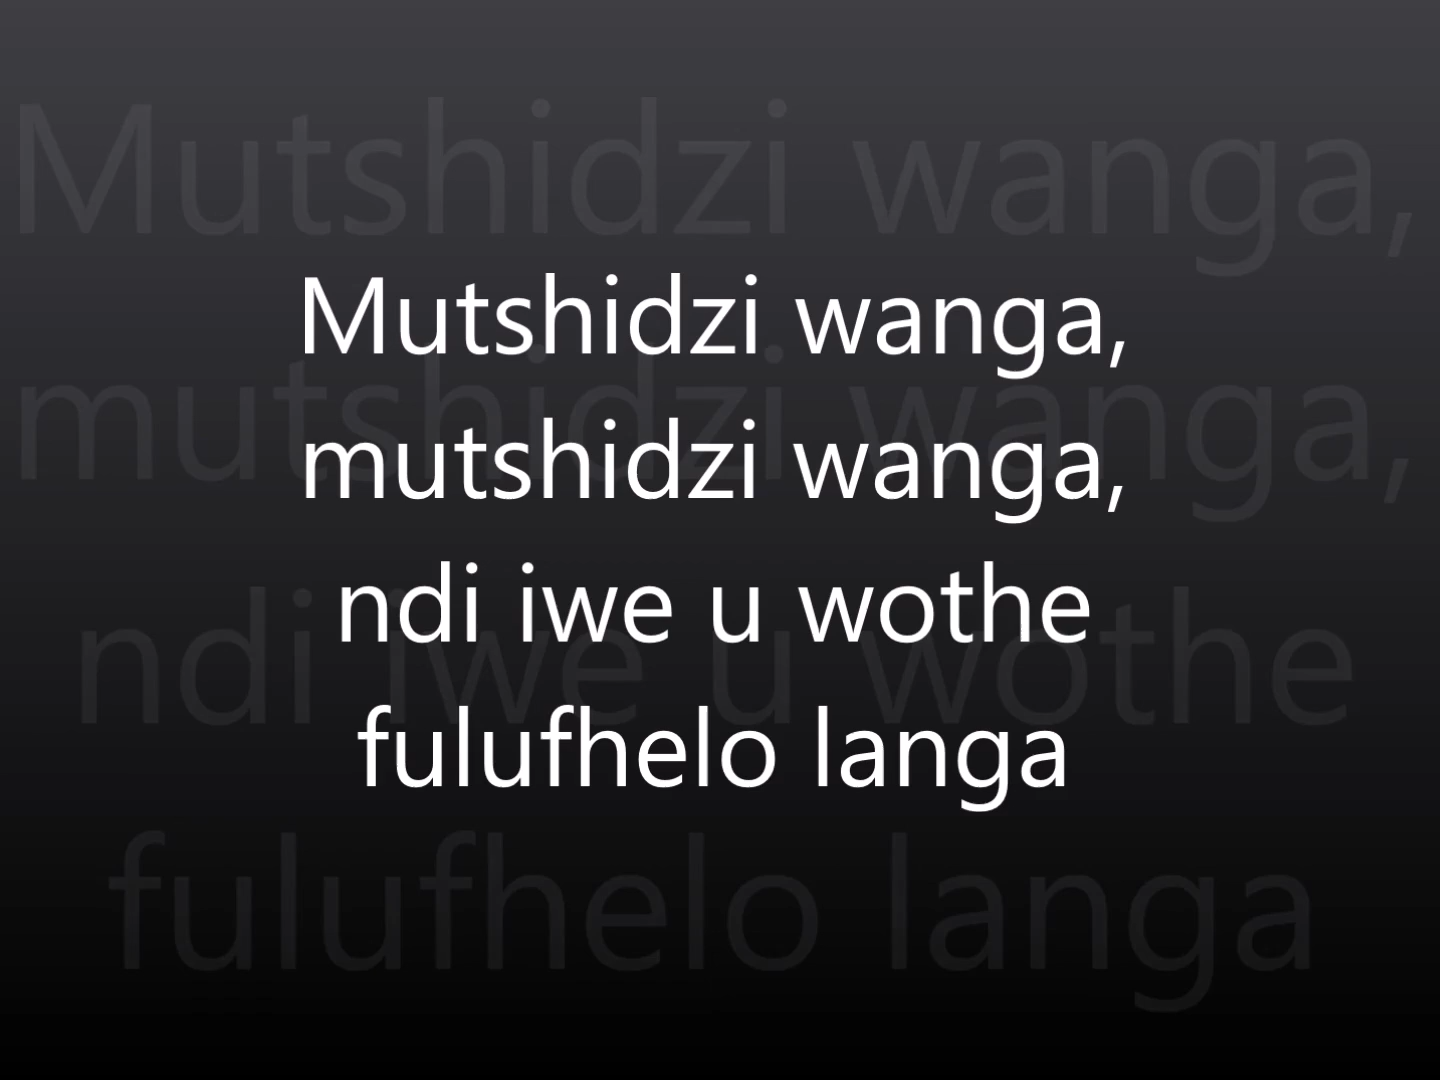 Mutshidzi wanga,
mutshidzi wanga,
ndi iwe u wothe
fulufhelo langa